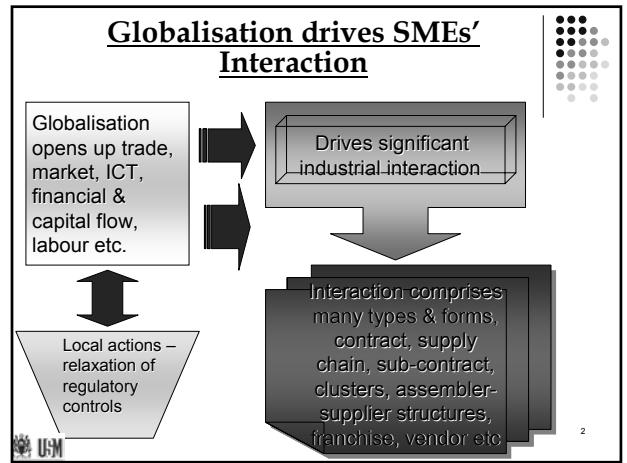 Globalisation drives SMEs'
Interaction
Globalisation
opens up trade,
market, ICT,
financial &
capital flow,
labour etc.
Drives significant
industrial interaction
Local actions –
relaxation of
regulatory
controls
Interaction comprises
many types & forms,
contract, supply
chain, sub-contract,
clusters, assembler-
supplier structures,
franchise, vendor etc
2
USM